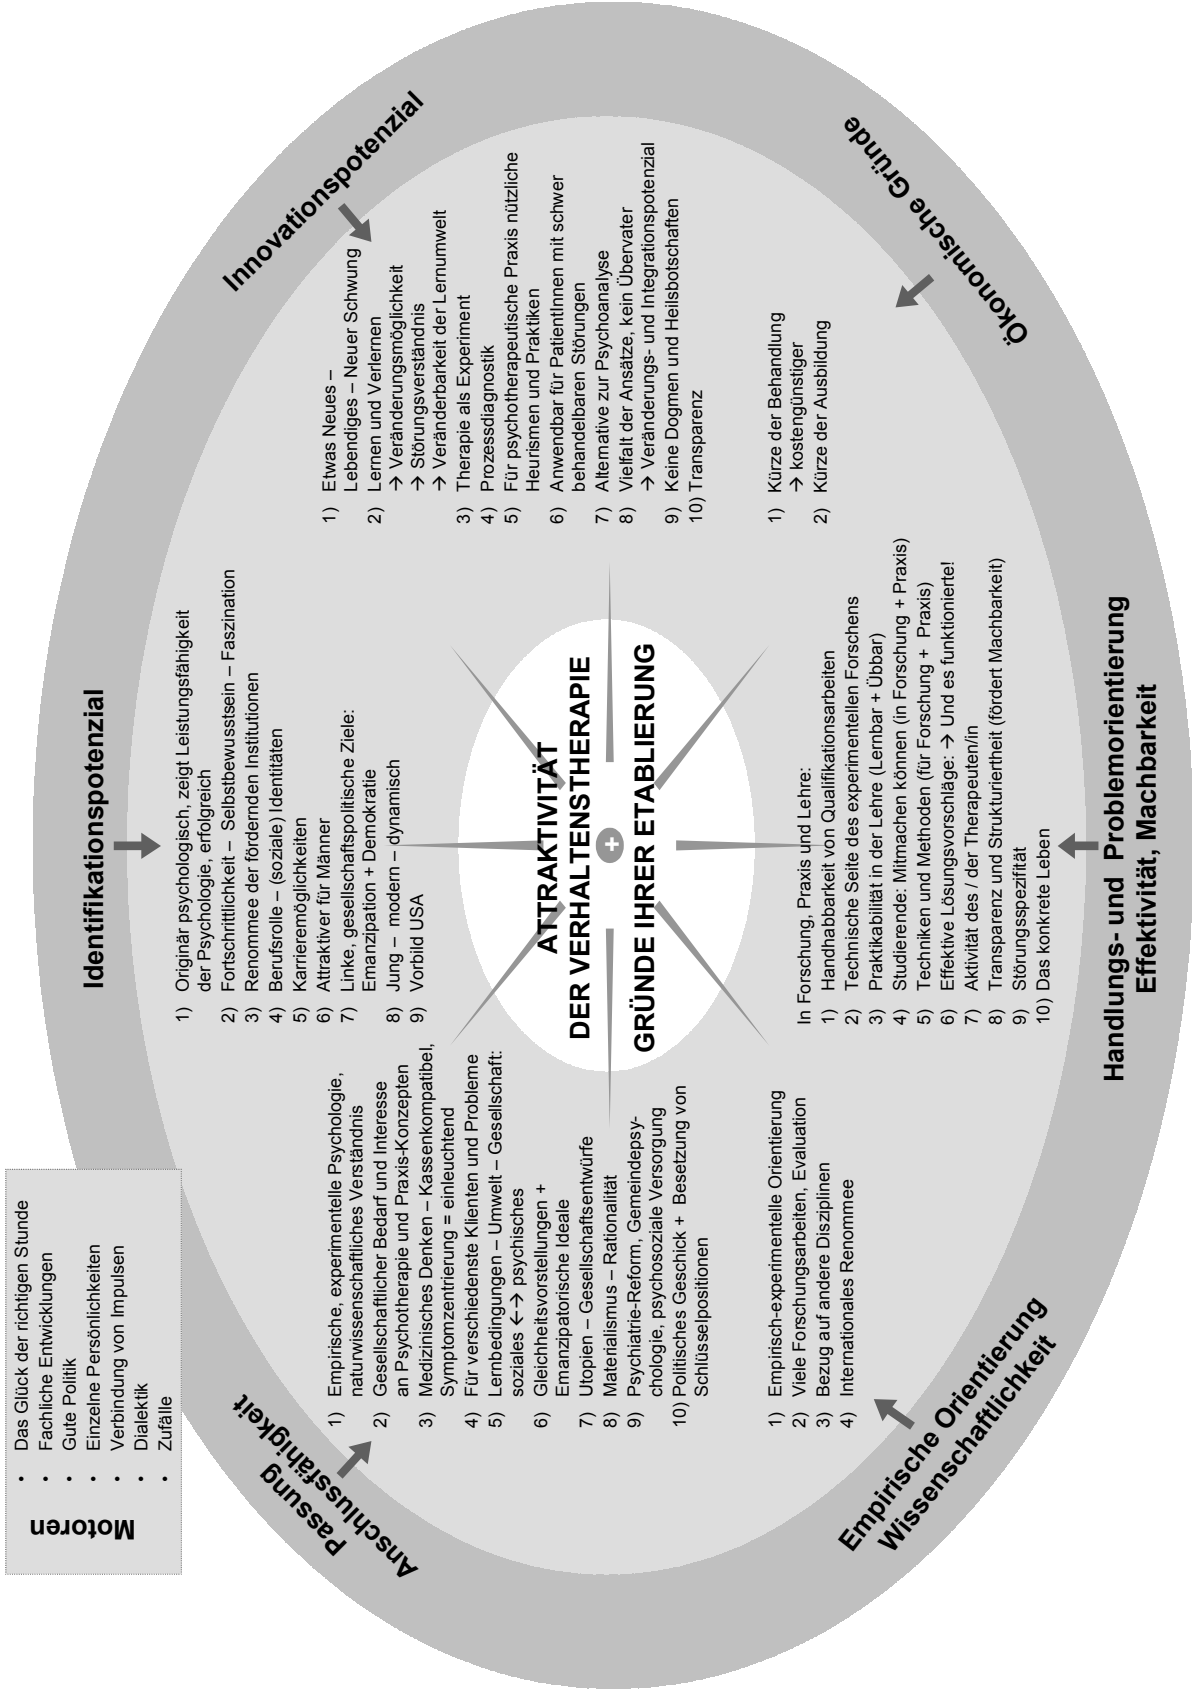 Motoren
• Das Glück der richtigen Stunde
• Fachliche Entwicklungen
• Gute Politik
• Einzelne Persönlichkeiten
• Verbindung von Impulsen
• Dialektik
• Zufälle
Passung
Anschlussfähigkeit
1) Empirische, experimentelle Psychologie,
naturwissenschaftliches Verständnis
2) Gesellschaftlicher Bedarf und Interesse
an Psychotherapie und Praxis-Konzepten
3) Medizinisches Denken – Kassenkompatibel,
Symptomzentrierung = einleuchtend
4) Für verschiedenste Klienten und Probleme
5) Lernbedingungen – Umwelt – Gesellschaft:
soziales ←→ psychisches
6) Gleichheitsvorstellungen +
Emanzipatorische Ideale
7) Utopien – Gesellschaftsentwürfe
8) Materialismus – Rationalität
9) Psychiatrie-Reform, Gemeindepsy-
chologie, psychosoziale Versorgung
10) Politisches Geschick + Besetzung von
Schlüsselpositionen
Identifikationspotenzial
1) Originär psychologisch, zeigt Leistungsfähigkeit
der Psychologie, erfolgreich
2) Fortschrittlichkeit – Selbstbewusstsein – Faszination
3) Renommee der fördernden Institutionen
4) Berufsrolle – (soziale) Identitäten
5) Karrieremöglichkeiten
6) Attraktiver für Männer
7) Linke, gesellschaftspolitische Ziele:
Emanzipation + Demokratie
8) Jung – modern – dynamisch
9) Vorbild USA
Innovationspotenzial
1) Etwas Neues –
Lebendiges – Neuer Schwung
2) Lernen und Verlernen
→ Veränderungsmöglichkeit
→ Störungsverständnis
→ Veränderbarkeit der Lernumwelt
3) Therapie als Experiment
4) Prozessdiagnostik
5) Für psychotherapeutische Praxis nützliche
Heurismen und Praktiken
6) Anwendbar für PatientInnen mit schwer
behandelbaren Störungen
7) Alternative zur Psychoanalyse
8) Vielfalt der Ansätze, kein Übervater
→ Veränderungs- und Integrationspotenzial
9) Keine Dogmen und Heilsbotschaften
10) Transparenz
ATTRAKTIVITÄT
DER VERHALTENSTHERAPIE
+
GRÜNDE IHRER ETABLIERUNG
1) Empirisch-experimentelle Orientierung
2) Viele Forschungsarbeiten, Evaluation
3) Bezug auf andere Disziplinen
4) Internationales Renommee
Empirische Orientierung
Wissenschaftlichkeit
In Forschung, Praxis und Lehre:
1) Handhabbarkeit von Qualifikationsarbeiten
2) Technische Seite des experimentellen Forschens
3) Praktikabilität in der Lehre (Lernbar + Übbar)
4) Studierende: Mitmachen können (in Forschung + Praxis)
5) Techniken und Methoden (für Forschung + Praxis)
6) Effektive Lösungsvorschläge: → Und es funktionierte!
7) Aktivität des / der Therapeuten/in
8) Transparenz und Strukturiertheit (fördert Machbarkeit)
9) Störungsspezifität
10) Das konkrete Leben
Handlungs- und Problemorientierung
Effektivität, Machbarkeit
1) Kürze der Behandlung
→ kostengünstiger
2) Kürze der Ausbildung
Ökonomische Gründe